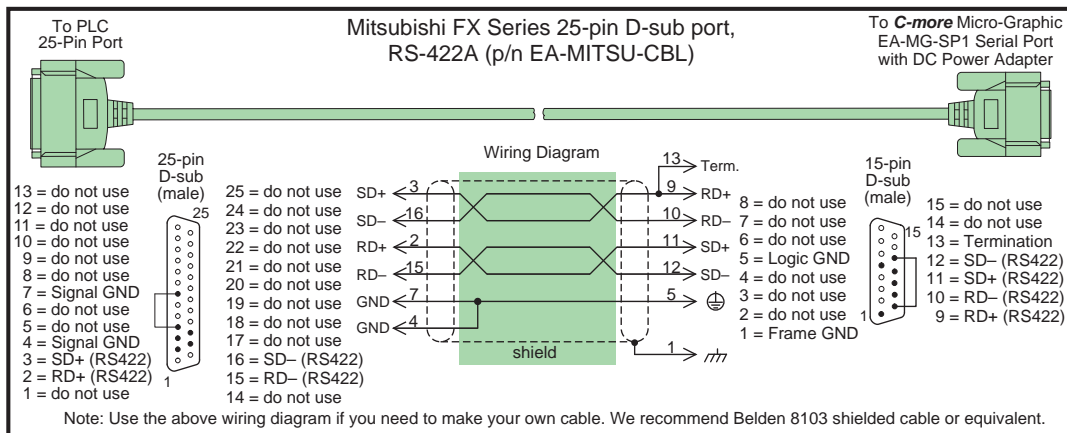 To PLC
25-Pin Port
Mitsubishi FX Series 25-pin D-sub port,
RS-422A (p/n EA-MITSU-CBL)
To C-more Micro-Graphic
EA-MG-SP1 Serial Port
with DC Power Adapter
25-pin
D-sub
(male)
13 = do not use
12 = do not use
11 = do not use
10 = do not use
9 = do not use
8 = do not use
7 = Signal GND
6 = do not use
5 = do not use
4 = Signal GND
3 = SD+ (RS422)
2 = RD+ (RS422)
1 = do not use
25
1
25 = do not use
24 = do not use
23 = do not use
22 = do not use
21 = do not use
20 = do not use
19 = do not use
18 = do not use
17 = do not use
16 = SD– (RS422)
15 = RD– (RS422)
14 = do not use
Wiring Diagram
SD+ 3
SD– 16
RD+ 2
RD– 15
GND 7
GND 4
shield
13 Term.
9 RD+
10 RD–
11 SD+
12 SD–
5
1
8 = do not use
7 = do not use
6 = do not use
5 = Logic GND
4 = do not use
3 = do not use
2 = do not use
1 = Frame GND
15-pin
D-sub
(male)
15
1
15 = do not use
14 = do not use
13 = Termination
12 = SD– (RS422)
11 = SD+ (RS422)
10 = RD– (RS422)
9 = RD+ (RS422)
Note: Use the above wiring diagram if you need to make your own cable. We recommend Belden 8103 shielded cable or equivalent.